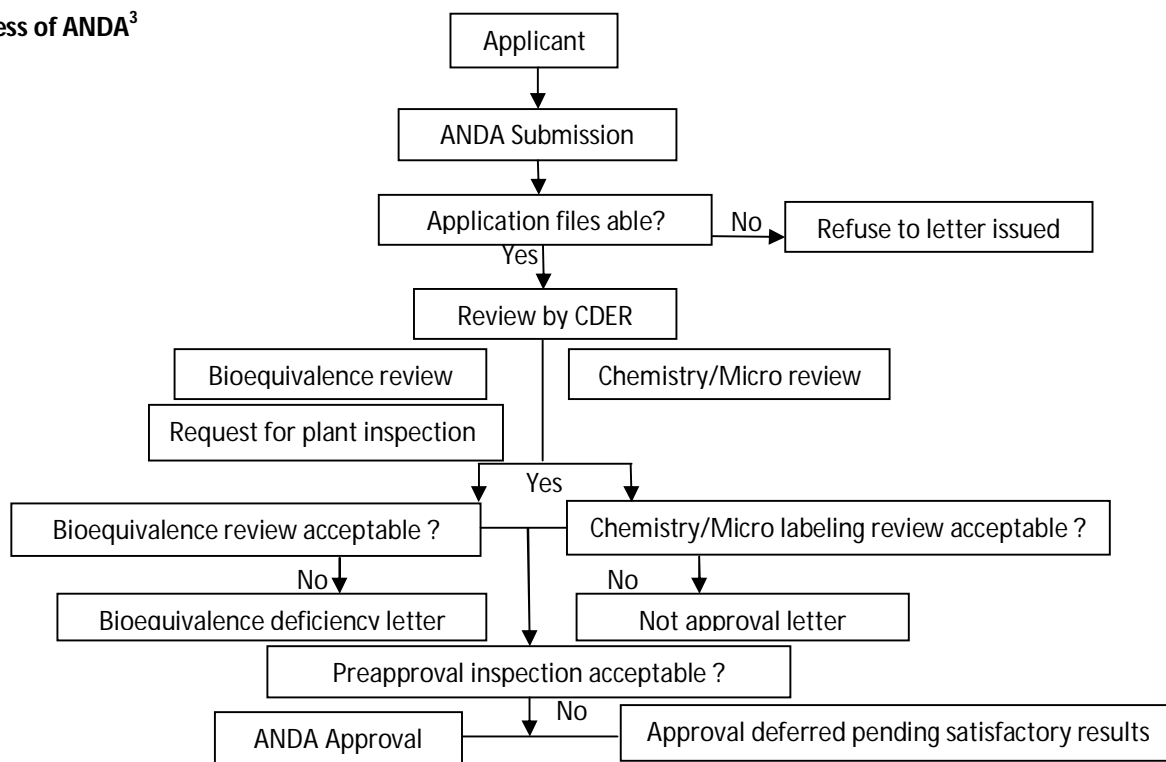 ess of ANDA3
Applicant
ANDA Submission
Application files able?
No
Refuse to letter issued
Yes
Review by CDER
Bioequivalence review
Chemistry/Micro review
Request for plant inspection
Yes
Bioequivalence review acceptable ?
Chemistry/Micro labeling review acceptable ?
No
No
Bioequivalence deficiency letter
Not approval letter
Preapproval inspection acceptable ?
No
ANDA Approval
Approval deferred pending satisfactory results